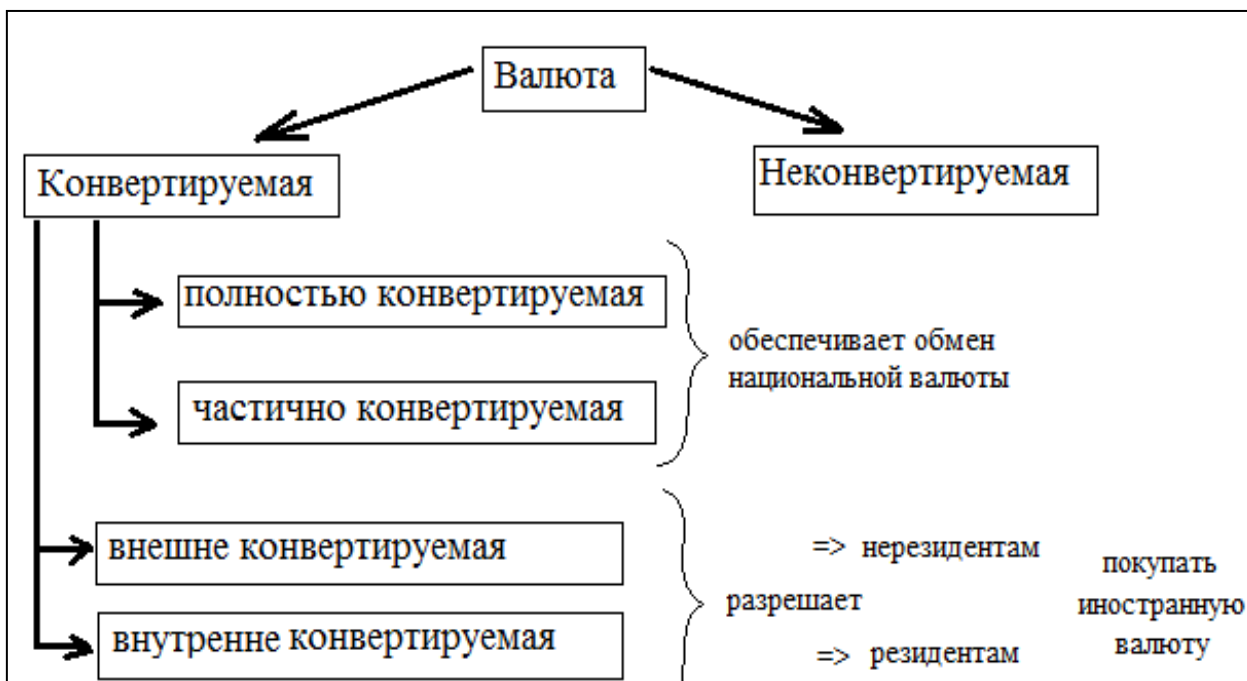 Валюта
Конвертируемая
Неконвертируемая
полностью конвертируемая
частично конвертируемая
обеспечивает обмен
национальной валюты
внешне конвертируемая
внутренне конвертируемая
разрешает
=> нерезидентам
=> резидентам
покупать
иностранную
валюту